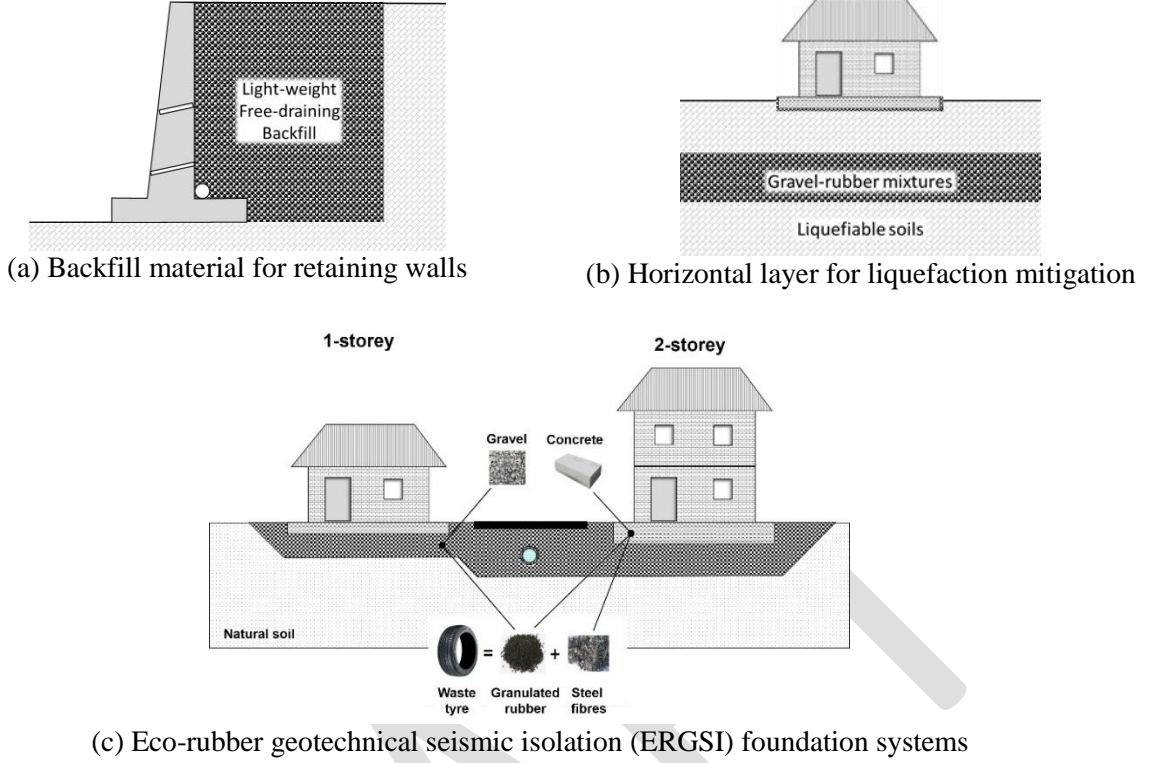 Light-weight
Free-draining
Backfill
Gravel-rubber mixtures
Liquefiable soils
(a) Backfill material for retaining walls
(b) Horizontal layer for liquefaction mitigation
1-storey
2-storey
Gravel
Concrete
Natural soil
Waste
tyre
=
Granulated
rubber
+
Steel
fibres
(c) Eco-rubber geotechnical seismic isolation (ERGSI) foundation systems